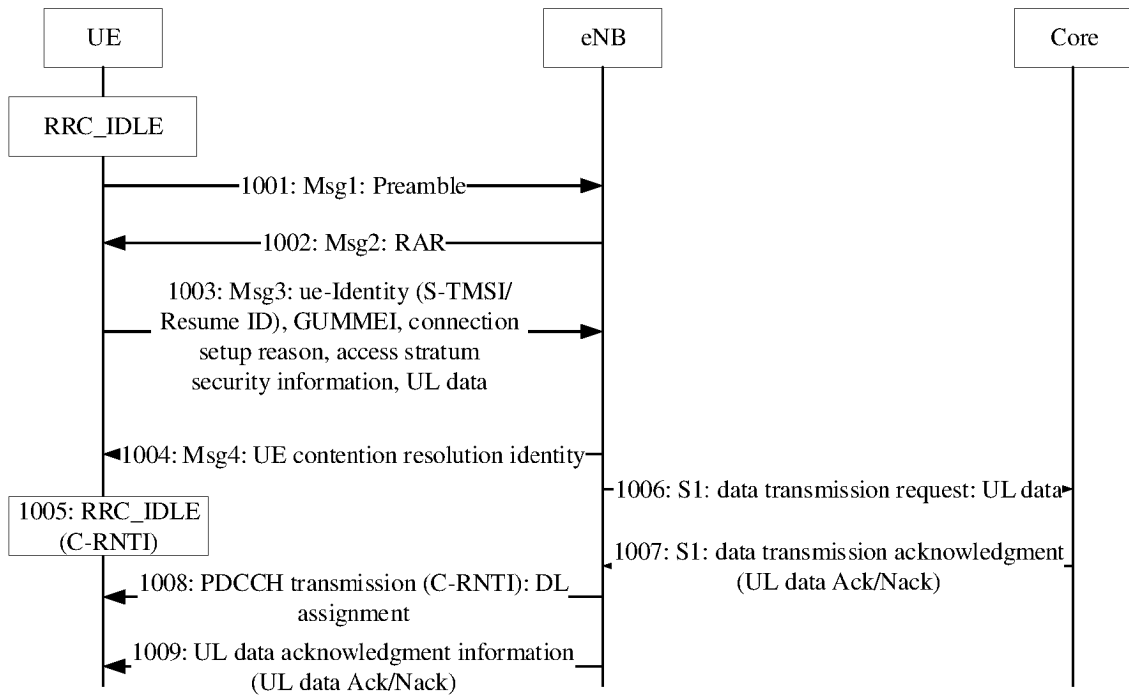 UE
eNB
Core
RRC_IDLE
1001: Msg1: Preamble
1002: Msg2: RAR
1003: Msg3: ue-Identity (S-TMSI/
Resume ID), GUMMEI, connection
setup reason, access stratum
security information, UL data
1004: Msg4: UE contention resolution identity
1006: S1: data transmission request: UL data
1005: RRC_IDLE
(C-RNTI)
1007: S1: data transmission acknowledgment
(UL data Ack/Nack)
1008: PDCCH transmission (C-RNTI): DL
assignment
1009: UL data acknowledgment information
(UL data Ack/Nack)